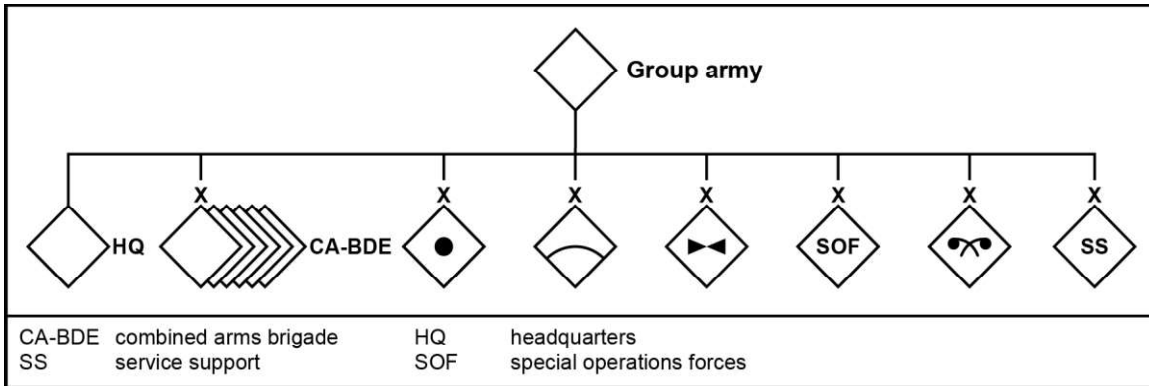 Group army
X X X X X X X
HQ CA-BDE SOF SS
CA-BDE combined arms brigade HQ headquarters
SS service support SOF special operations forces